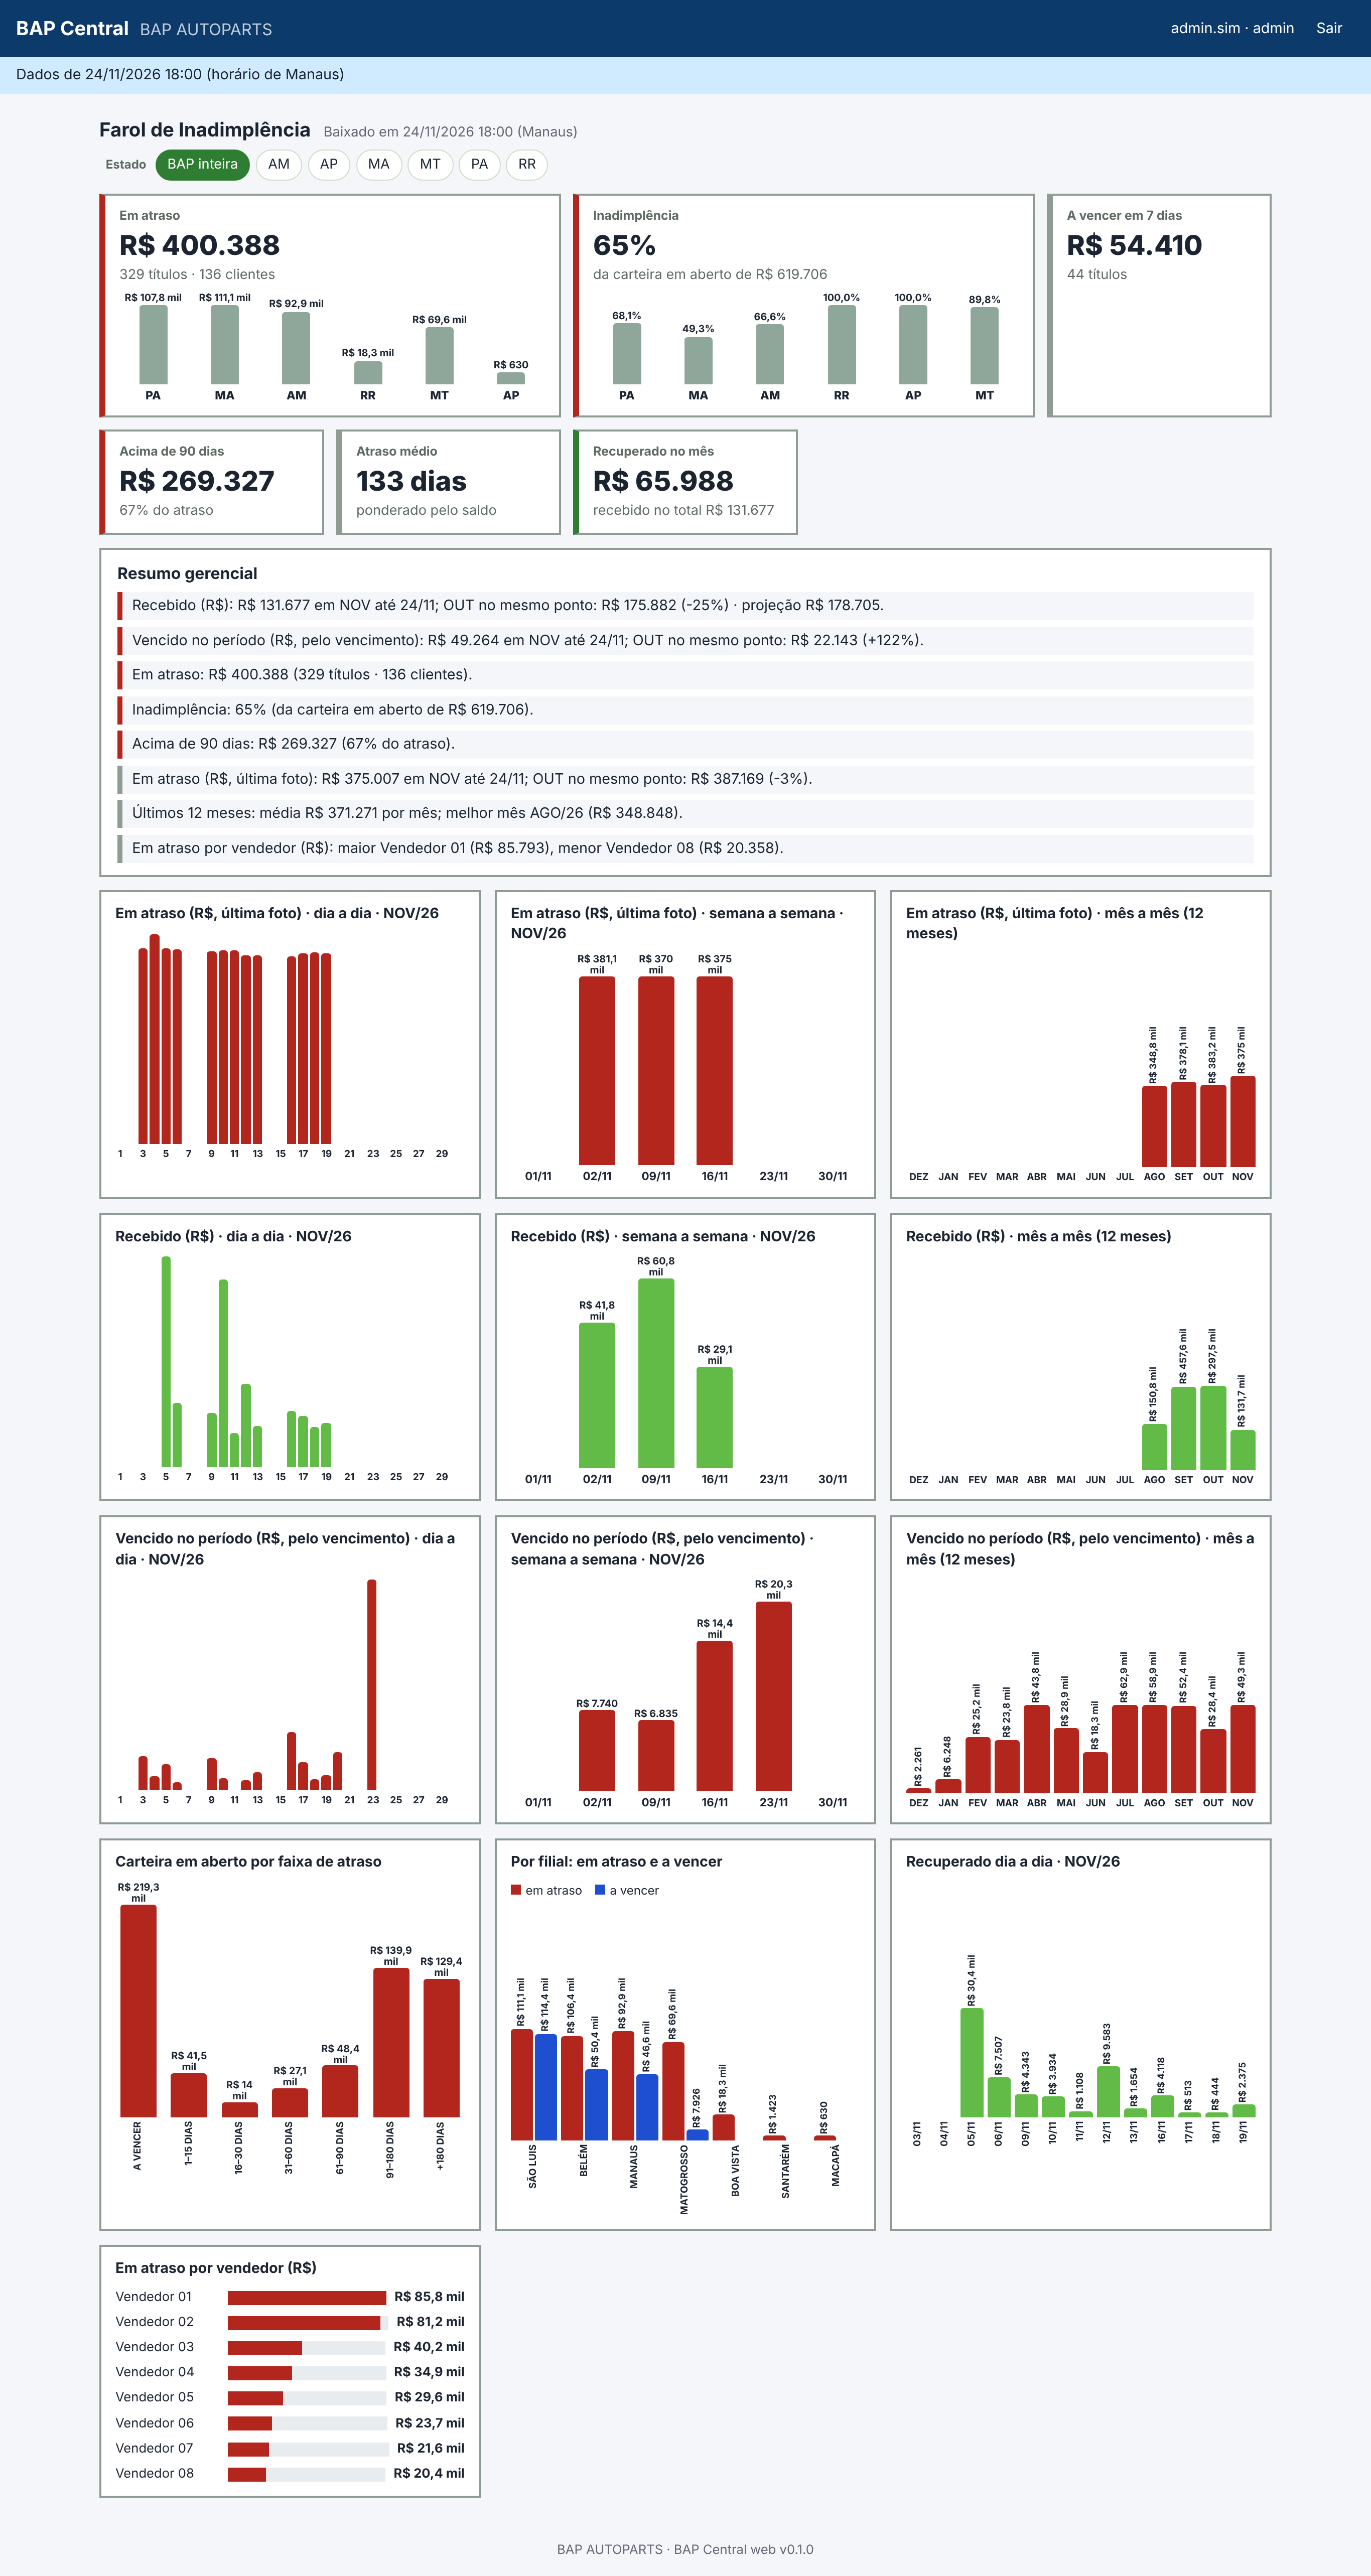 BAP Central BAP AUTOPARTS
admin.sim · admin Sair
Dados de 24/11/2026 18:00 (horário de Manaus)
Farol de Inadimplência Baixado em 24/11/2026 18:00 (Manaus)
Estado BAP inteira AM AP MA MT PA RR
Em atraso
R$ 400.388
329 títulos · 136 clientes
R$ 107,8 mil R$ 111,1 mil R$ 92,9 mil R$ 18,3 mil R$ 69,6 mil R$ 630
PA MA AM RR MT AP
Inadimplência
65%
da carteira em aberto de R$ 619.706
68,1% 49,3% 66,6% 100,0% 100,0% 89,8%
PA MA AM RR AP MT
A vencer em 7 dias
R$ 54.410
44 títulos
Acima de 90 dias
R$ 269.327
67% do atraso
Atraso médio
133 dias
ponderado pelo saldo
Recuperado no mês
R$ 65.988
recebido no total R$ 131.677
Resumo gerencial
Recebido (R$): R$ 131.677 em NOV até 24/11; OUT no mesmo ponto: R$ 175.882 (-25%) · projeção R$ 178.705.
Vencido no período (R$, pelo vencimento): R$ 49.264 em NOV até 24/11; OUT no mesmo ponto: R$ 22.143 (+122%).
Em atraso: R$ 400.388 (329 títulos · 136 clientes).
Inadimplência: 65% (da carteira em aberto de R$ 619.706).
Acima de 90 dias: R$ 269.327 (67% do atraso).
Em atraso (R$, última foto): R$ 375.007 em NOV até 24/11; OUT no mesmo ponto: R$ 387.169 (-3%).
Últimos 12 meses: média R$ 371.271 por mês; melhor mês AGO/26 (R$ 348.848).
Em atraso por vendedor (R$): maior Vendedor 01 (R$ 85.793), menor Vendedor 08 (R$ 20.358).
Em atraso (R$, última foto) · dia a dia · NOV/26
1 3 5 7 9 11 13 15 17 19 21 23 25 27 29
Em atraso (R$, última foto) · semana a semana ·
NOV/26
R$ 381,1 mil R$ 370 mil R$ 375 mil
01/11 02/11 09/11 16/11 23/11 30/11
Em atraso (R$, última foto) · mês a mês (12
meses)
R$ 348,8 mil R$ 378,1 mil R$ 383,2 mil R$ 375 mil
DEZ JAN FEV MAR ABR MAI JUN JUL AGO SET OUT NOV
Recebido (R$) · dia a dia · NOV/26
1 3 5 7 9 11 13 15 17 19 21 23 25 27 29
Recebido (R$) · semana a semana · NOV/26
R$ 41,8 mil R$ 60,8 mil R$ 29,1 mil
01/11 02/11 09/11 16/11 23/11 30/11
Recebido (R$) · mês a mês (12 meses)
R$ 150,8 mil R$ 457,6 mil R$ 297,5 mil R$ 131,7 mil
DEZ JAN FEV MAR ABR MAI JUN JUL AGO SET OUT NOV
Vencido no período (R$, pelo vencimento) · dia a
dia · NOV/26
1 3 5 7 9 11 13 15 17 19 21 23 25 27 29
Vencido no período (R$, pelo vencimento) ·
semana a semana · NOV/26
R$ 7.740 R$ 6.835 R$ 14,4 mil R$ 20,3 mil
01/11 02/11 09/11 16/11 23/11 30/11
Vencido no período (R$, pelo vencimento) · mês a
mês (12 meses)
R$ 2.261 R$ 6.248 R$ 25,2 mil R$ 23,8 mil R$ 43,8 mil R$ 28,9 mil R$ 18,3 mil R$ 62,9 mil R$ 58,9 mil R$ 52,4 mil R$ 28,4 mil R$ 49,3 mil
DEZ JAN FEV MAR ABR MAI JUN JUL AGO SET OUT NOV
Carteira em aberto por faixa de atraso
R$ 219,3 mil R$ 41,5 mil R$ 14 mil R$ 27,1 mil R$ 48,4 mil R$ 139,9 mil R$ 129,4 mil
A VENCER 1–15 DIAS 16–30 DIAS 31–60 DIAS 61–90 DIAS 91–180 DIAS +180 DIAS
Por filial: em atraso e a vencer
em atraso a vencer
R$ 111,1 mil R$ 114,4 mil R$ 106,4 mil R$ 50,4 mil R$ 92,9 mil R$ 46,6 mil R$ 69,6 mil R$ 7.926 R$ 18,3 mil R$ 1.423 R$ 630
SÃO LUIS BELÉM MANAUS MATOGROSSO BOA VISTA SANTARÉM MACAPÁ
Recuperado dia a dia · NOV/26
R$ 30,4 mil R$ 7.507 R$ 4.343 R$ 3.934 R$ 1.108 R$ 9.583 R$ 1.654 R$ 4.118 R$ 513 R$ 444 R$ 2.375
03/11 04/11 05/11 06/11 09/11 10/11 11/11 12/11 13/11 16/11 17/11 18/11 19/11
Em atraso por vendedor (R$)
Vendedor 01 R$ 85,8 mil
Vendedor 02 R$ 81,2 mil
Vendedor 03 R$ 40,2 mil
Vendedor 04 R$ 34,9 mil
Vendedor 05 R$ 29,6 mil
Vendedor 06 R$ 23,7 mil
Vendedor 07 R$ 21,6 mil
Vendedor 08 R$ 20,4 mil
BAP AUTOPARTS · BAP Central web v0.1.0